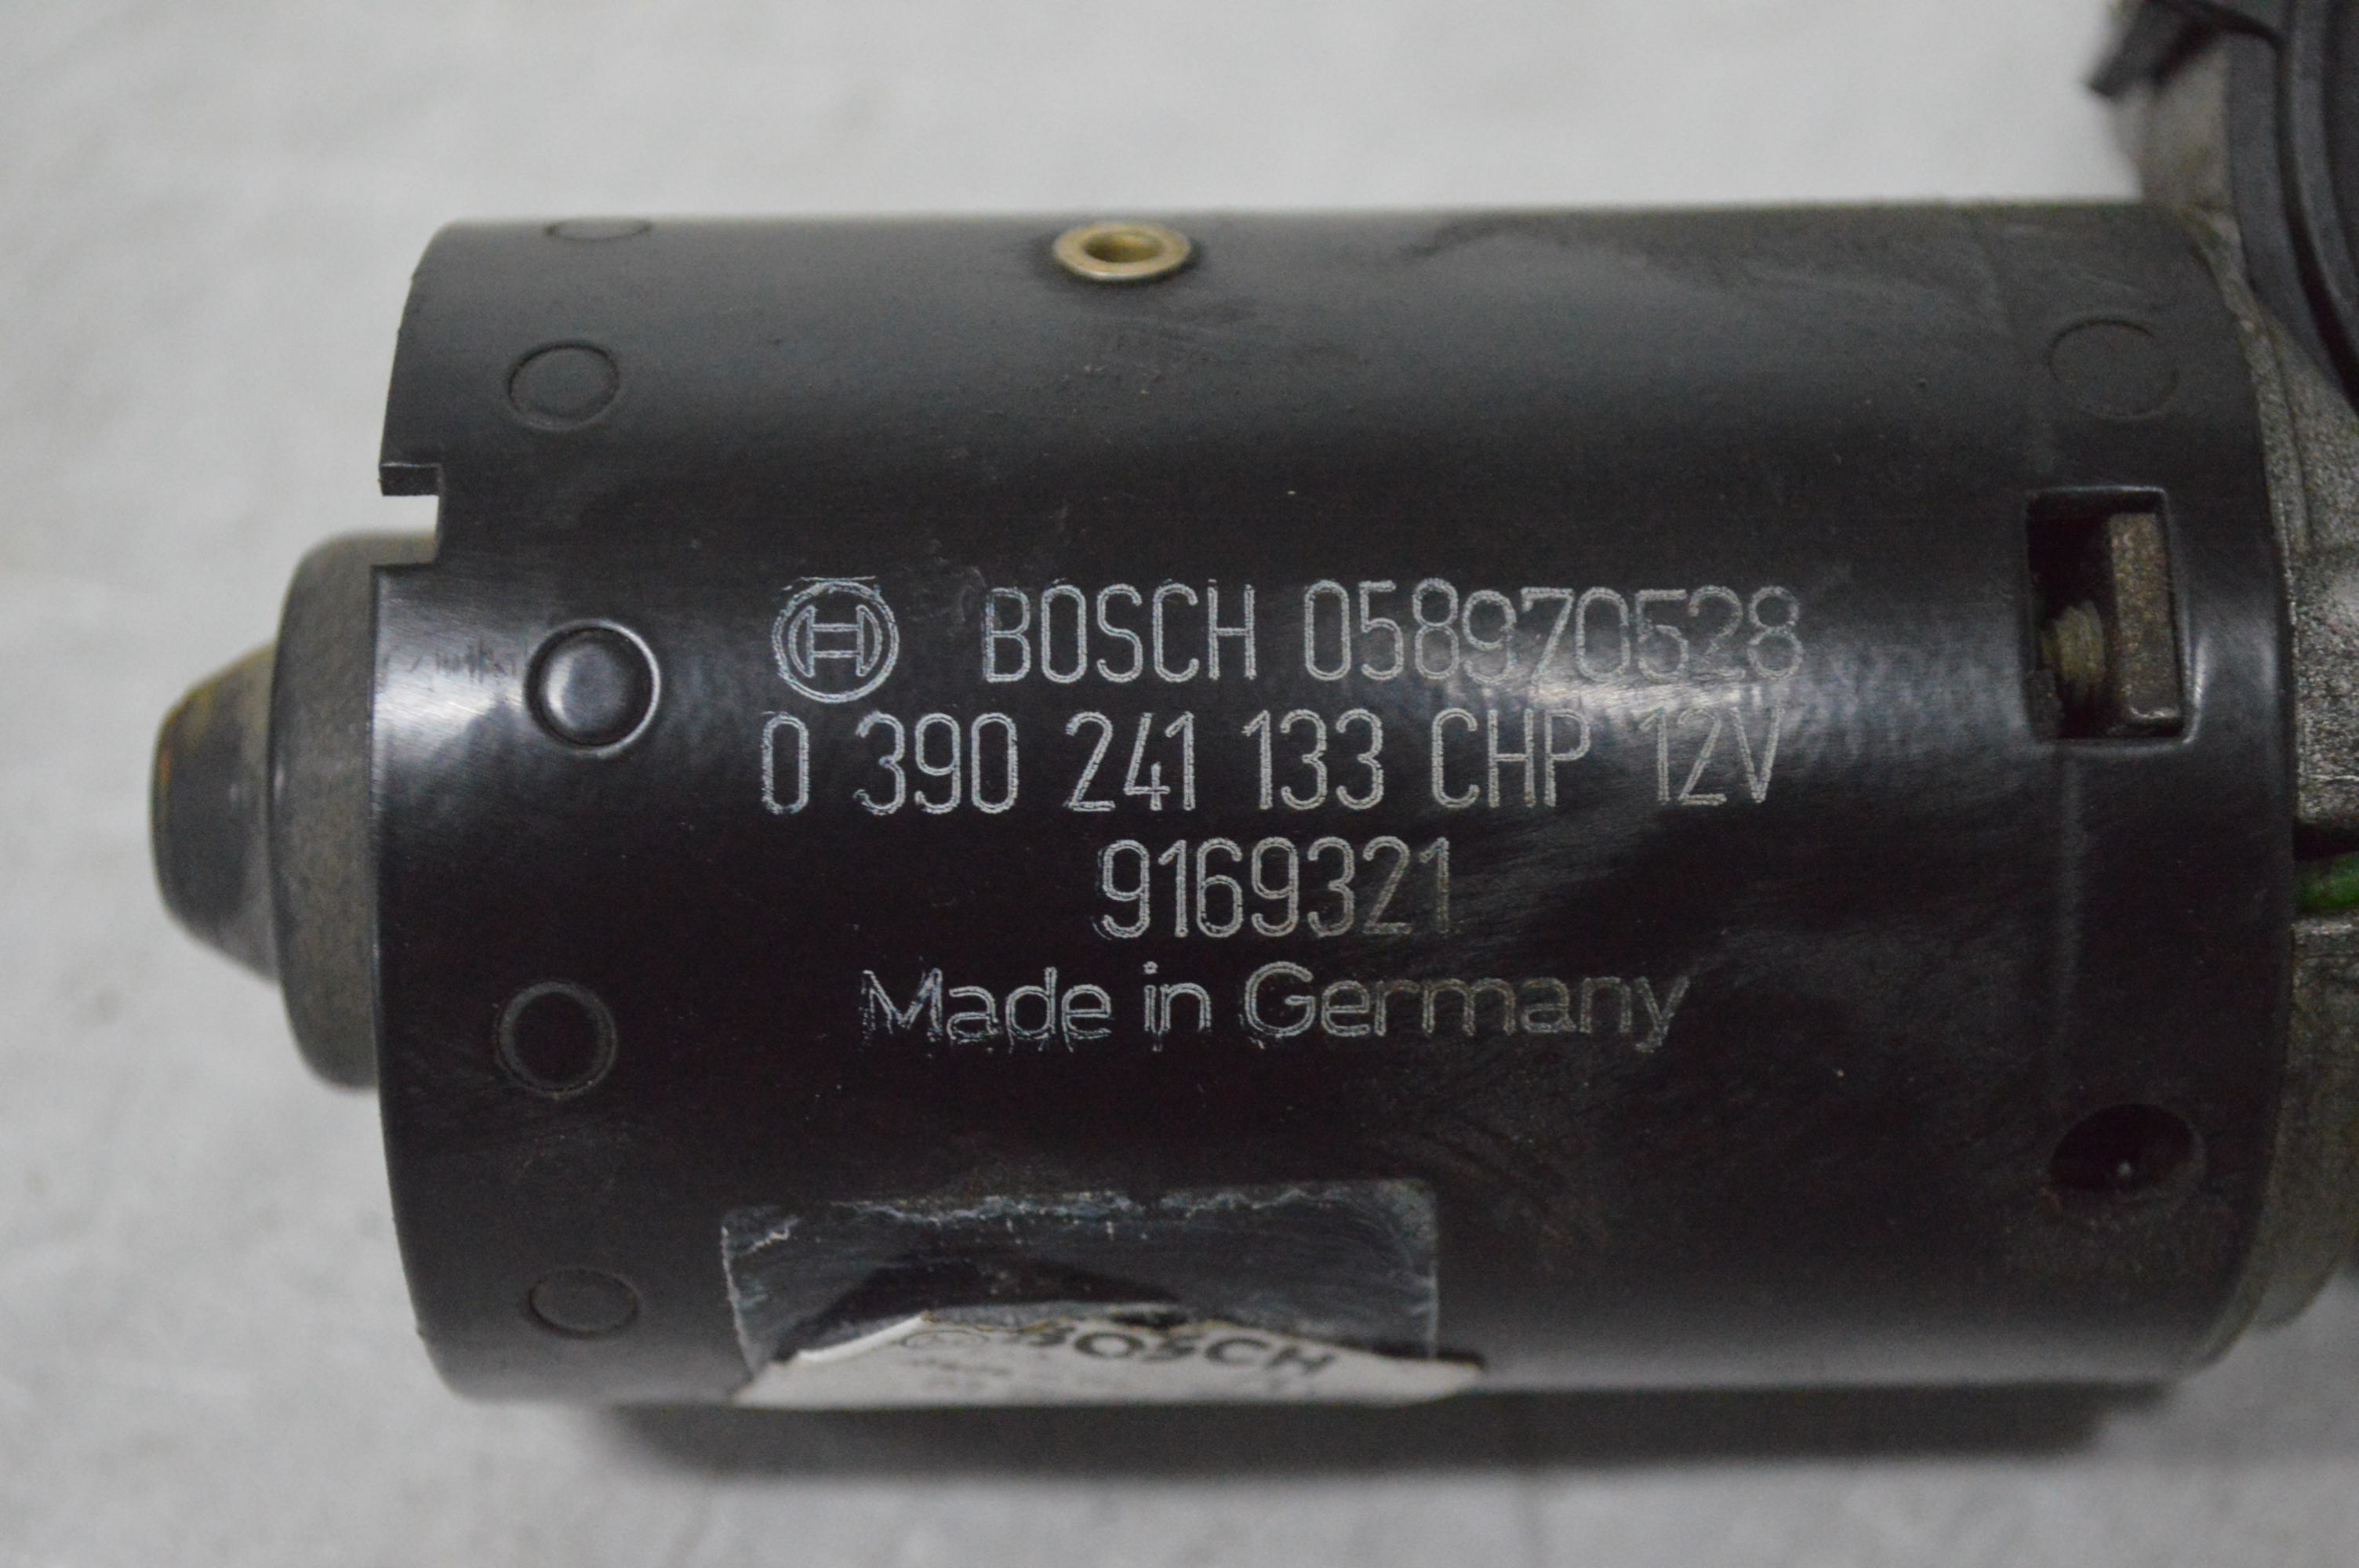 BOSCH 058970528
0 390 241 133 CHP 12V
9169321
Made in Germany
BOSCH